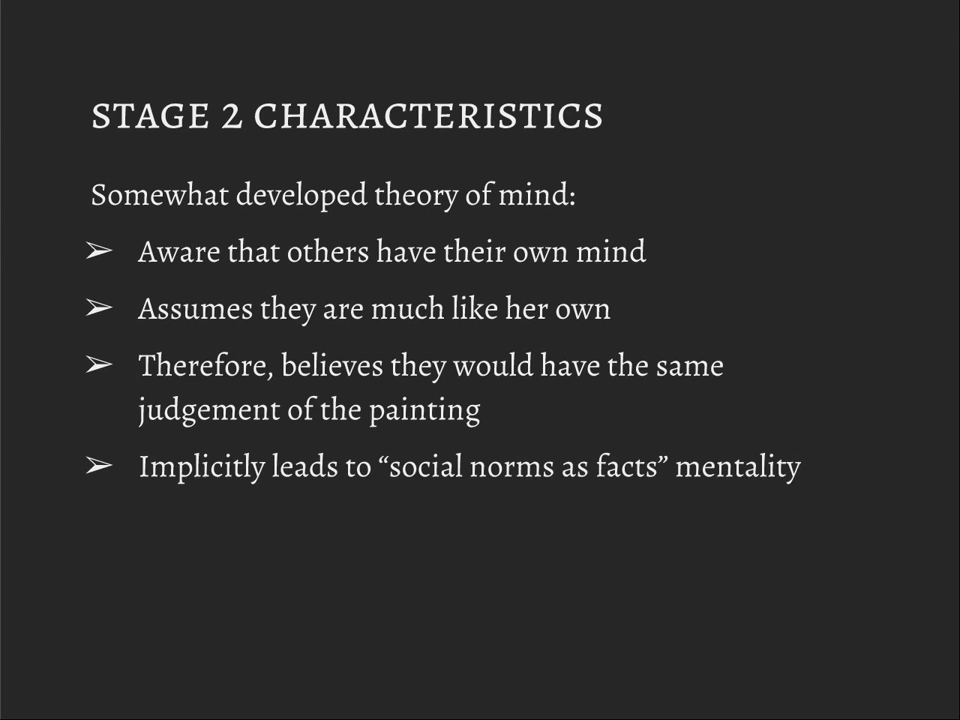 STAGE 2 CHARACTERISTICS
Somewhat developed theory of mind:
➢ Aware that others have their own mind
➢ Assumes they are much like her own
➢ Therefore, believes they would have the same
judgement of the painting
➢ Implicitly leads to “social norms as facts” mentality